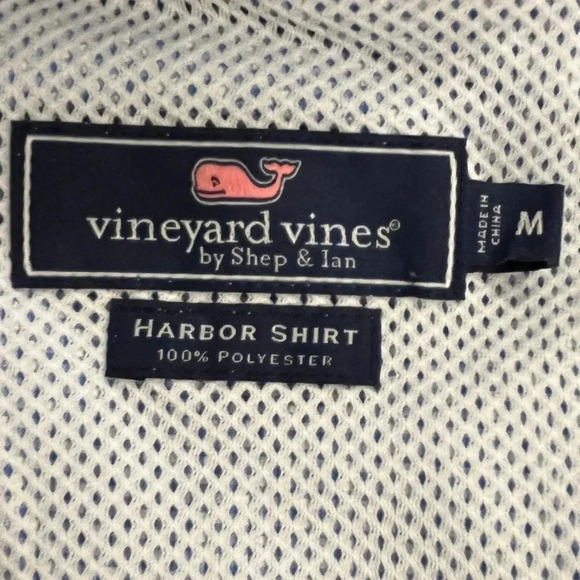 vineyard vines®
by Shep & Ian
MADE IN
CHINA
M
HARBOR SHIRT
100% POLYESTER